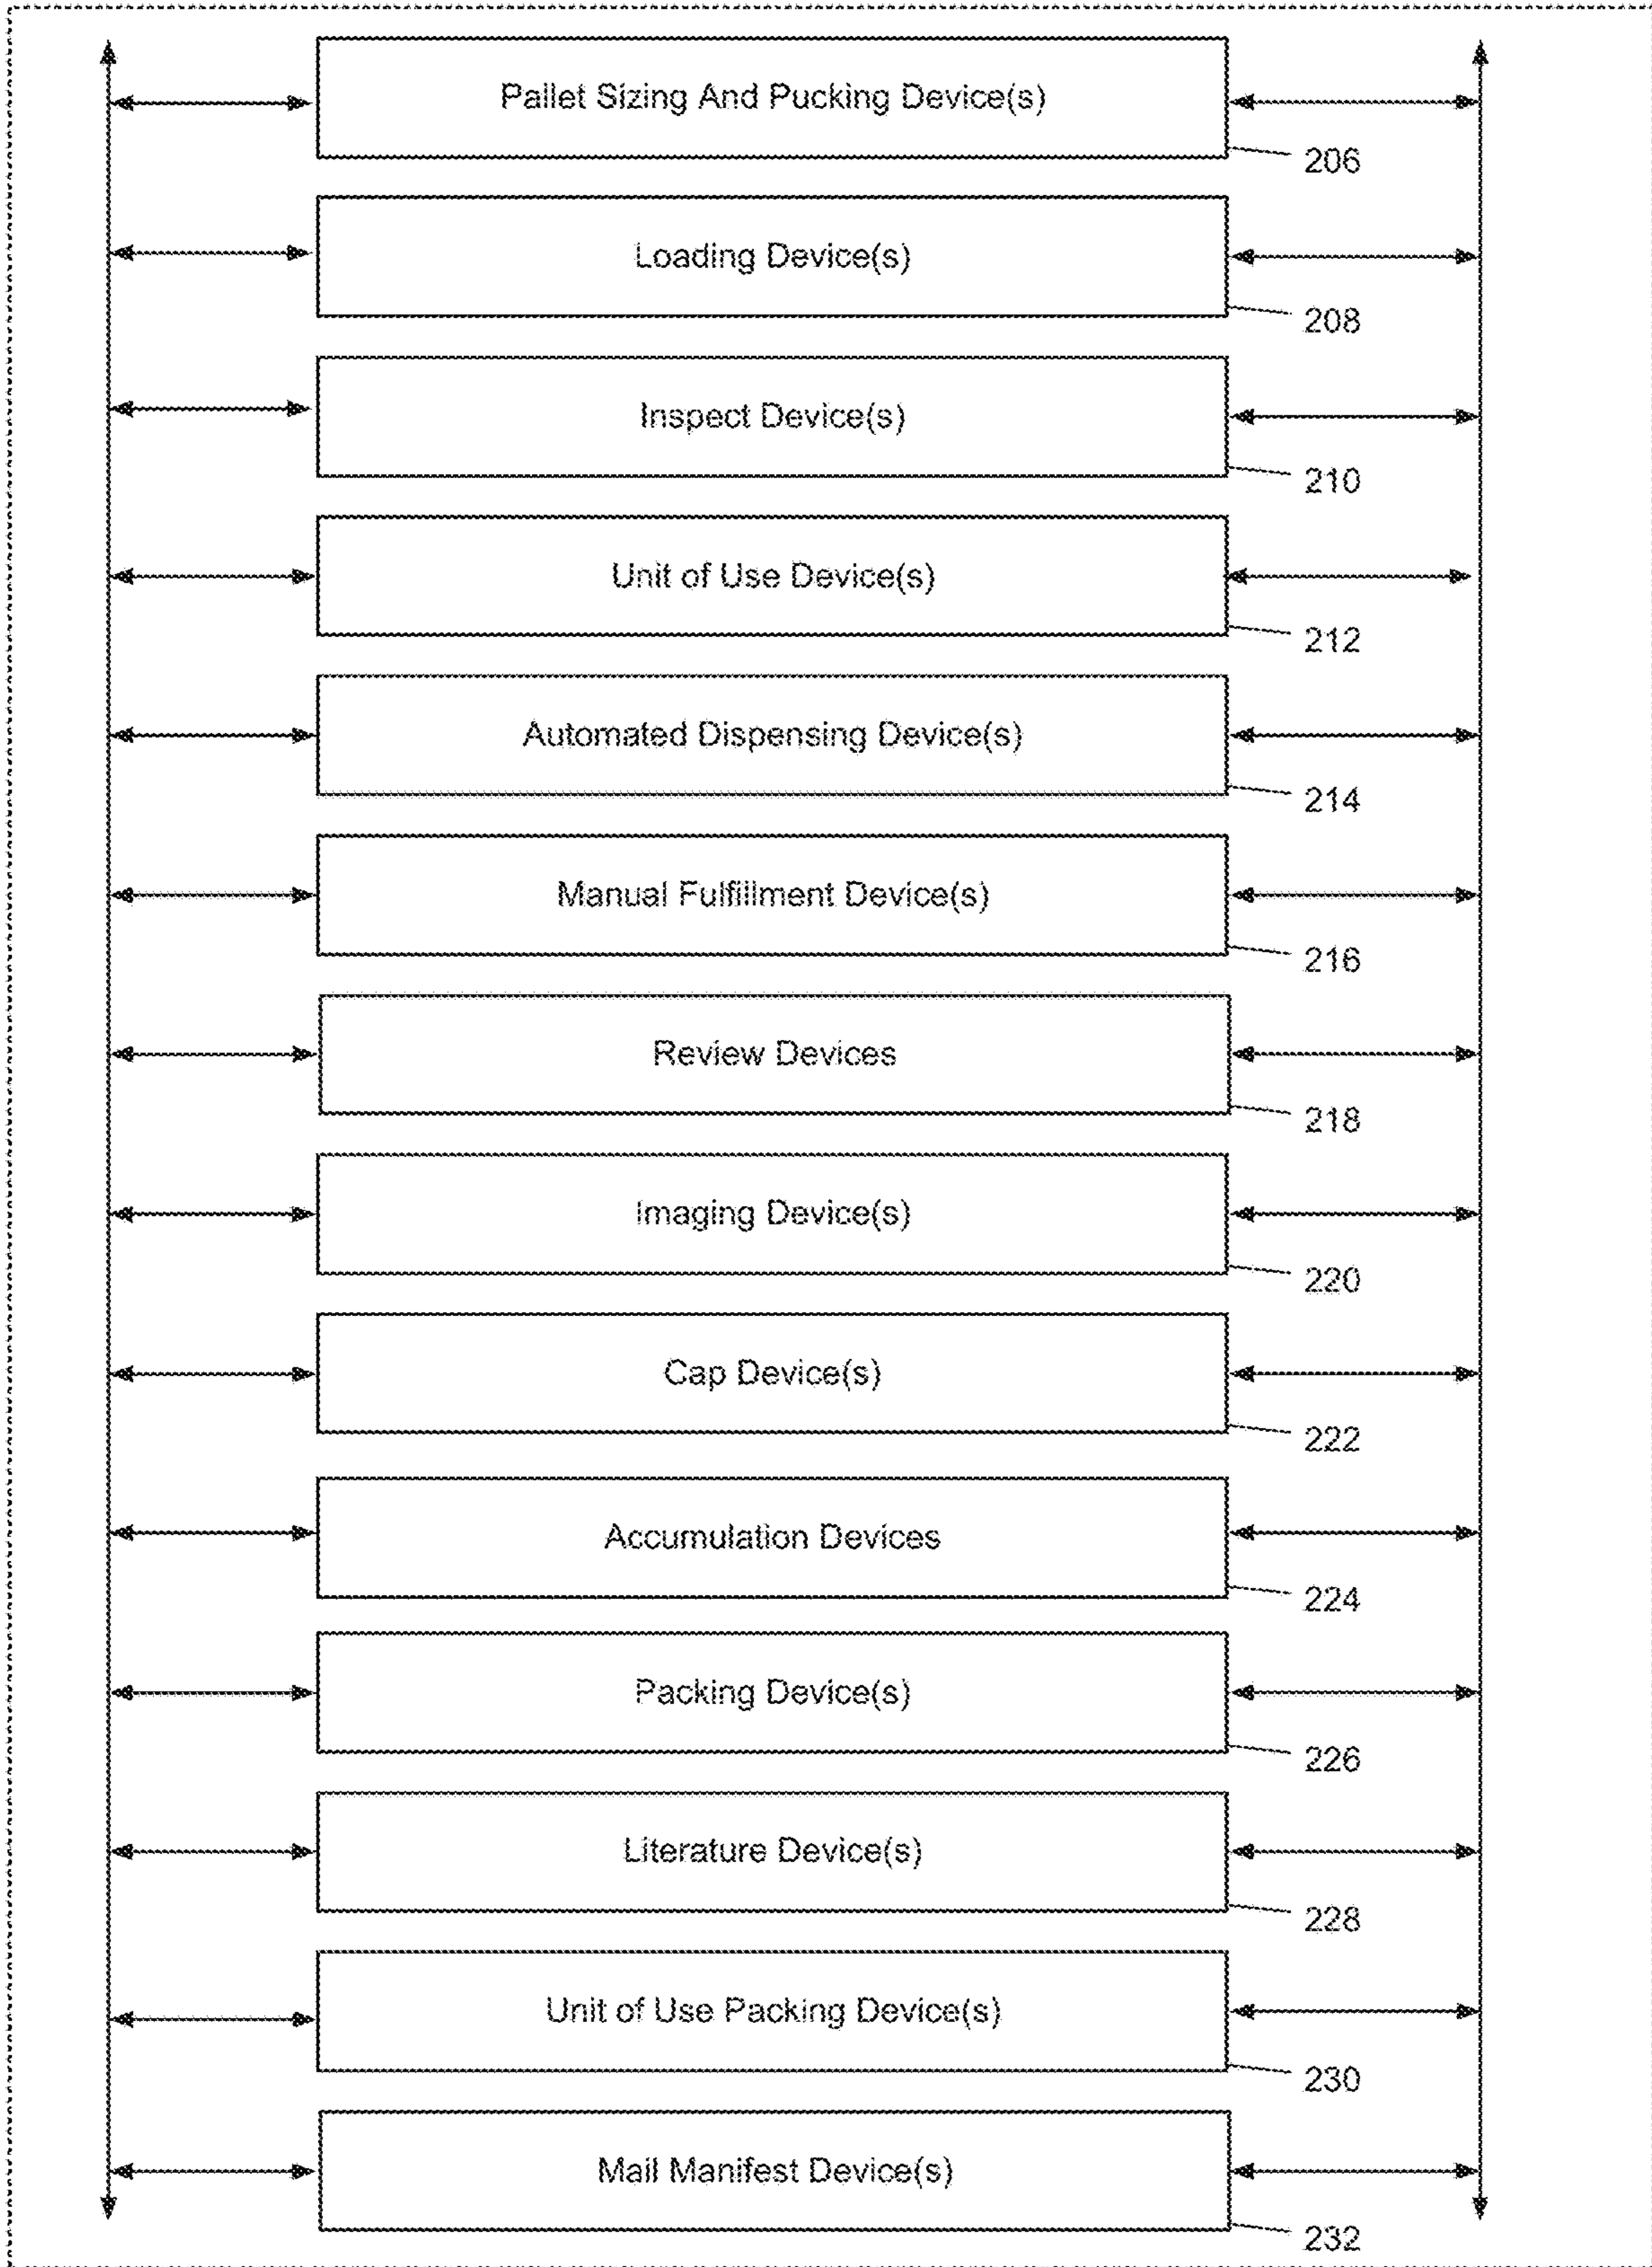 Pallet Sizing And Pucking Device(s)
206
Loading Device(s)
208
Inspect Device(s)
210
Unit of Use Device(s)
212
Automated Dispensing Device(s)
214
Manual Fulfillment Device(s)
216
Review Devices
218
Imaging Device(s)
220
Cap Device(s)
222
Accumulation Devices
224
Packing Device(s)
226
Literature Device(s)
228
Unit of Use Packing Device(s)
230
Mail Manifest Device(s)
232